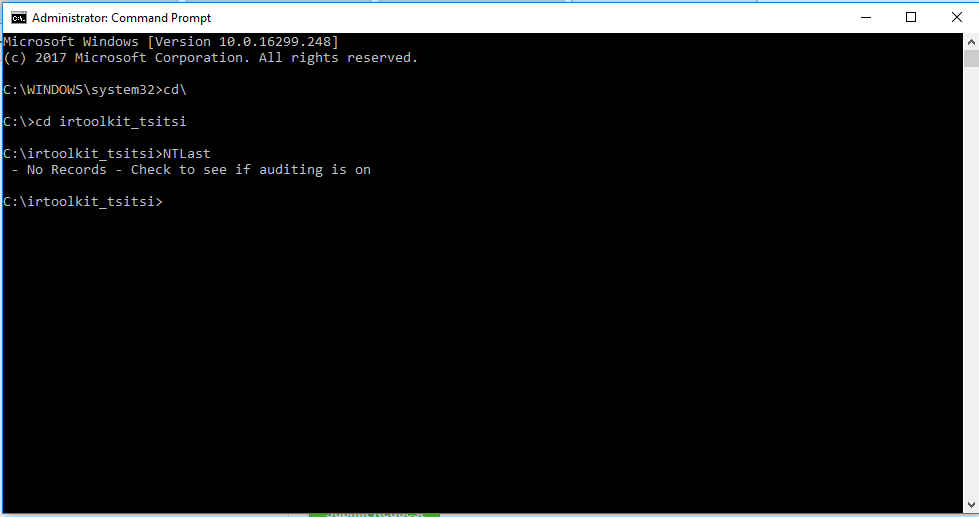 Administrator: Command Prompt
Microsoft Windows [Version 10.0.16299.248]
(c) 2017 Microsoft Corporation. All rights reserved.
C:\WINDOWS\system32>cd\
C:\>cd irtoolkit_tsitsi
C:\irtoolkit_tsitsi>NTLast
- No Records - Check to see if auditing is on
C:\irtoolkit_tsitsi>